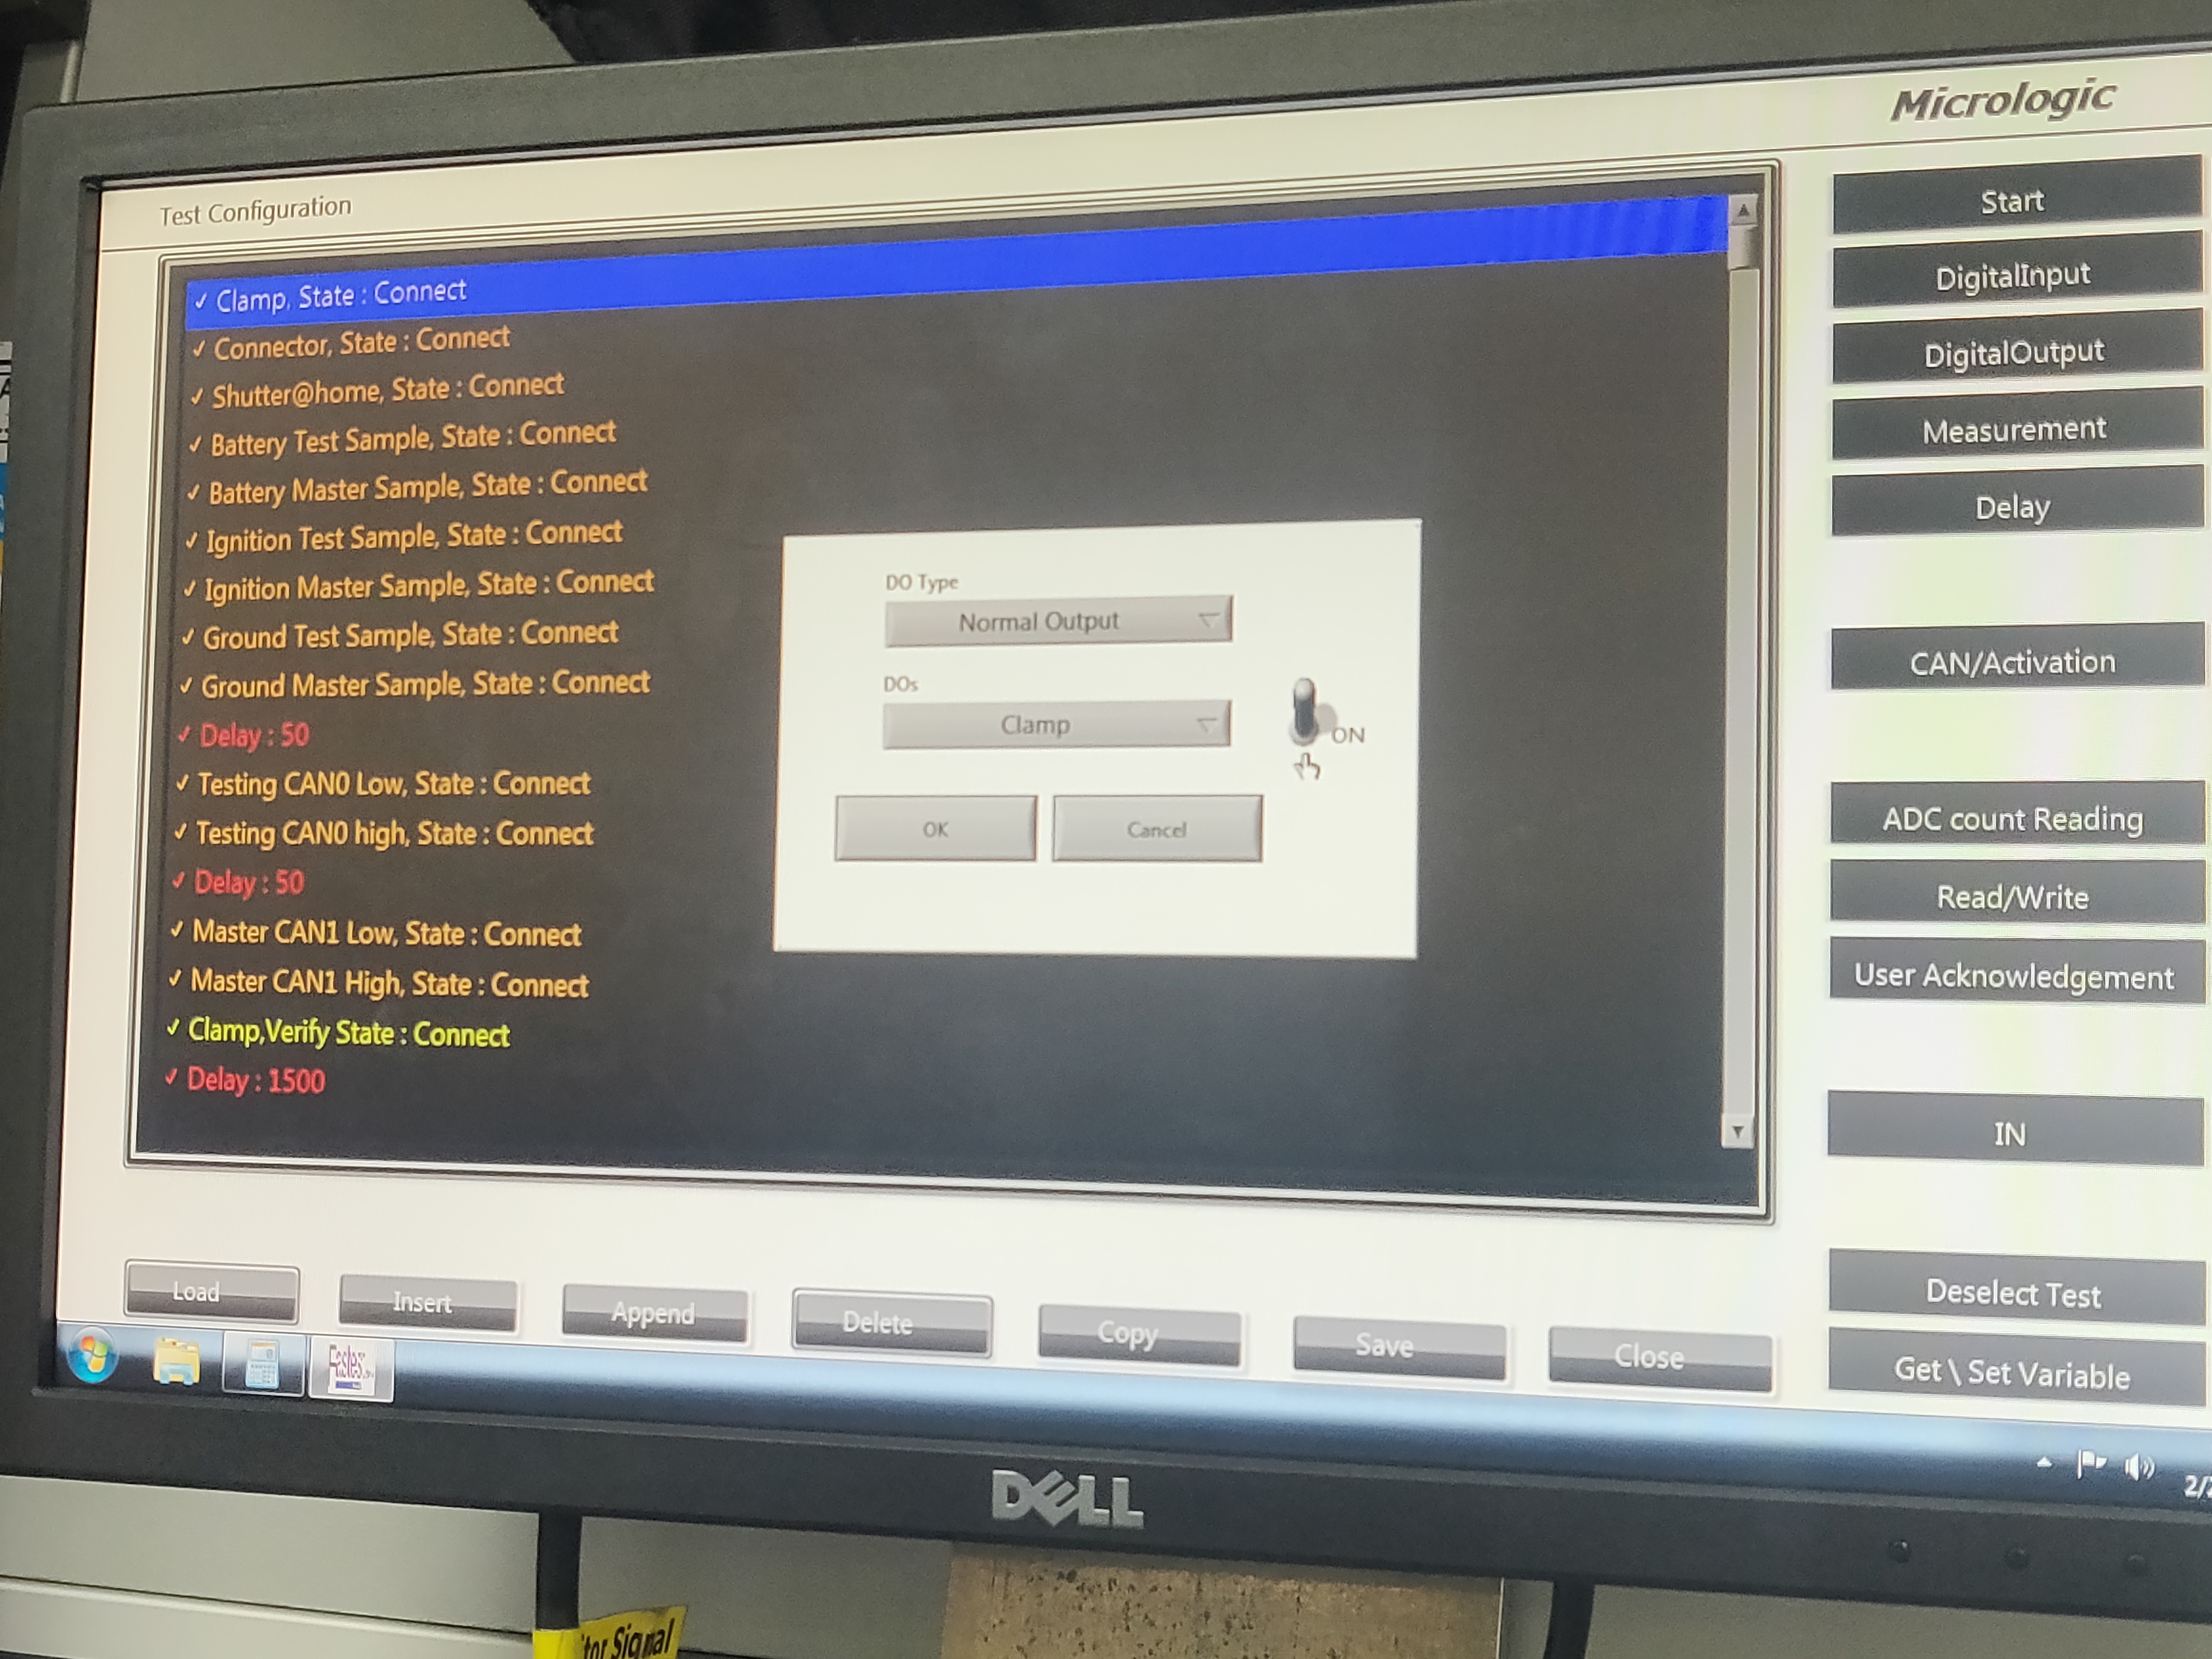 Micrologic
Test Configuration
✓ Clamp, State : Connect
✓ Connector, State : Connect
✓ Shutter@home, State : Connect
✓ Battery Test Sample, State : Connect
✓ Battery Master Sample, State : Connect
✓ Ignition Test Sample, State : Connect
✓ Ignition Master Sample, State : Connect
✓ Ground Test Sample, State : Connect
✓ Ground Master Sample, State : Connect
✓ Delay : 50
✓ Testing CAN0 Low, State : Connect
✓ Testing CAN0 high, State : Connect
✓ Delay : 50
✓ Master CAN1 Low, State : Connect
✓ Master CAN1 High, State : Connect
✓ Clamp,Verify State : Connect
✓ Delay : 1500
DO Type
Normal Output
DOs
Clamp
ON
OK
Cancel
Start
DigitalInput
DigitalOutput
Measurement
Delay
CAN/Activation
ADC count Reading
Read/Write
User Acknowledgement
IN
Deselect Test
Get \ Set Variable
Load
Insert
Append
Delete
Copy
Save
Close
DELL
Signal